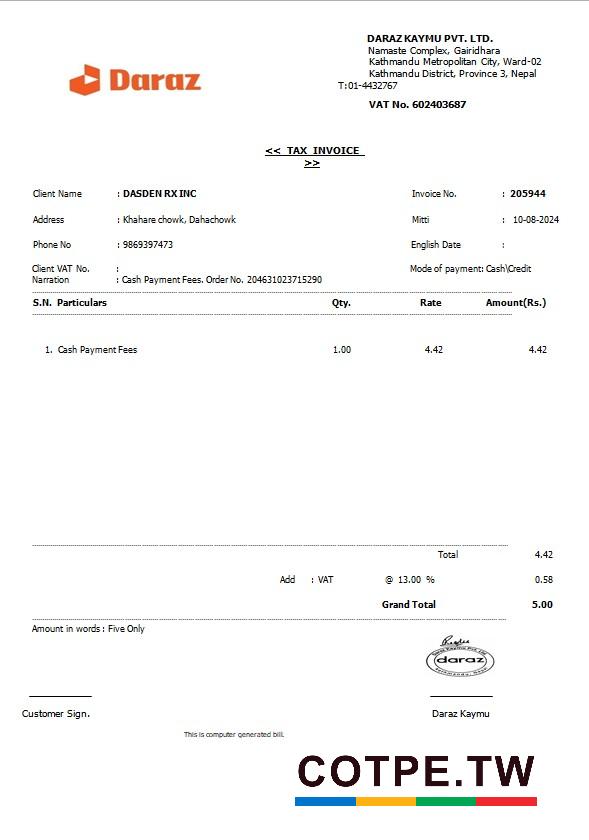 Daraz
DARAZ KAYMU PVT. LTD.
Namaste Complex, Gairidhara
Kathmandu Metropolitan City, Ward-02
Kathmandu District, Province 3, Nepal
T:01-4432767
VAT No. 602403687
<< TAX INVOICE
>>
Client Name : DASDEN RX INC Invoice No. : 205944
Address : Khahare chowk, Dahachowk Mitti : 10-08-2024
Phone No : 9869397473 English Date :
Client VAT No. : Mode of payment: Cash\Credit
Narration : Cash Payment Fees. Order No. 204631023715290
S.N. Particulars Qty. Rate Amount(Rs.)
1. Cash Payment Fees 1.00 4.42 4.42
Total 4.42
Add : VAT @ 13.00 % 0.58
Grand Total 5.00
Amount in words : Five Only
Daraz Kaymu Pvt. Ltd.
daraz
Customer Sign. Daraz Kaymu
This is computer generated bill.
COTPE.TW